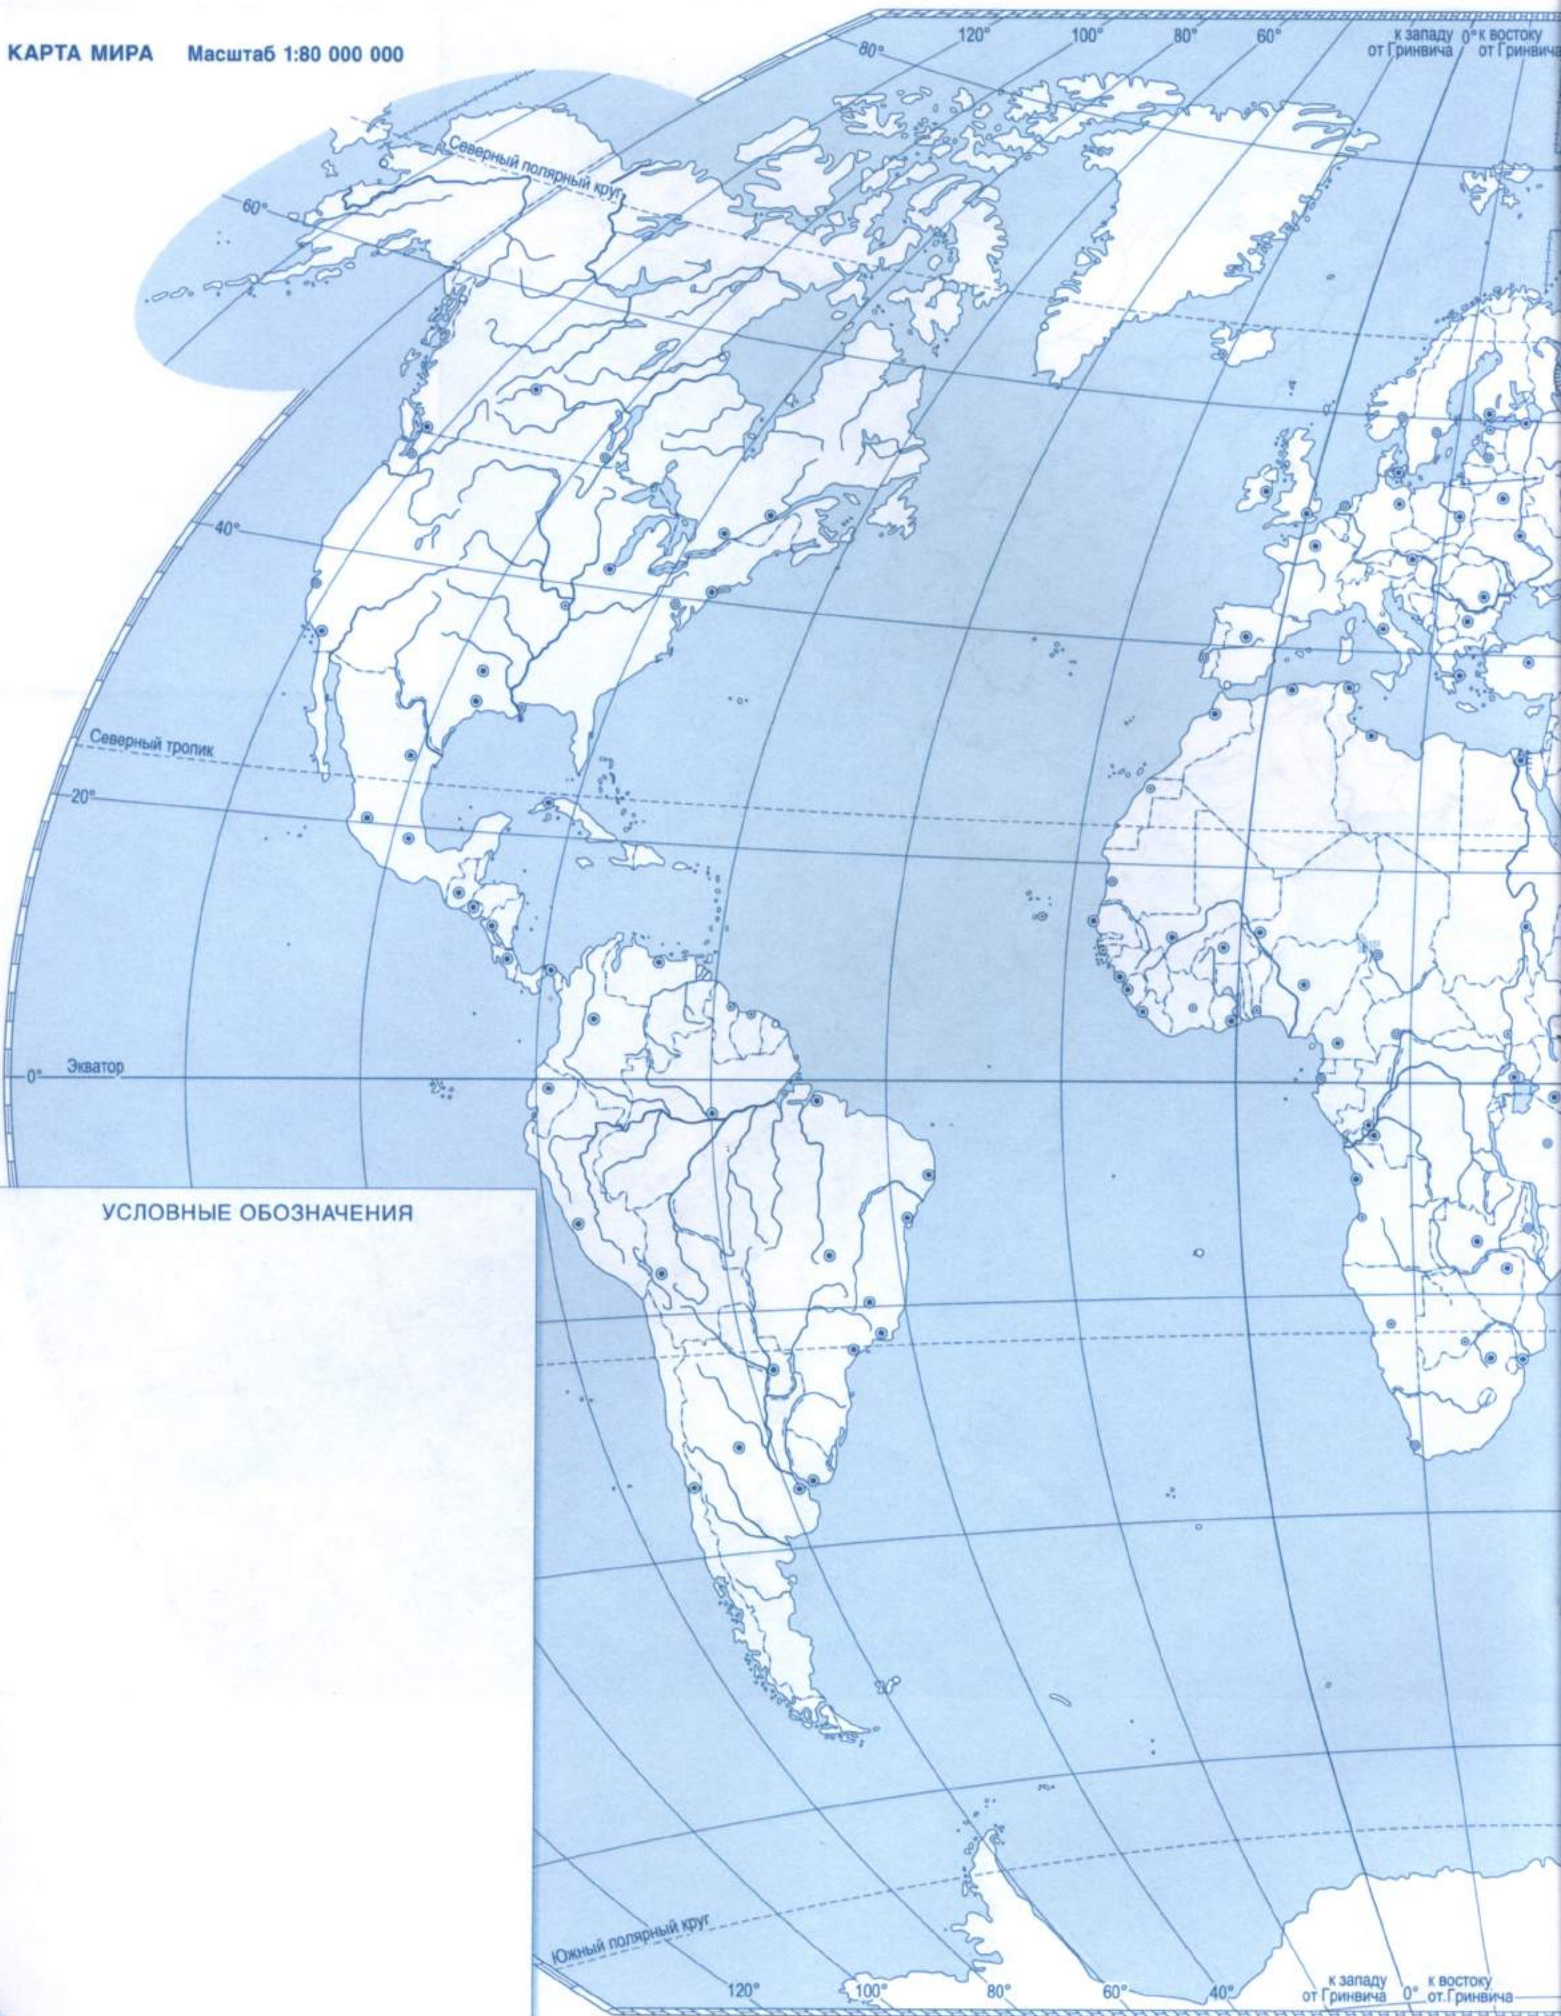 КАРТА МИРА Масштаб 1:80 000 000
80°
120°
100°
80°
60°
к западу от Гринвича
0°
к востоку от Гринвича
Северный полярный круг
60°
40°
Северный тропик
20°
0°
Экватор
УСЛОВНЫЕ ОБОЗНАЧЕНИЯ
Южный полярный круг
120°
100°
80°
60°
40°
к западу от Гринвича
0°
к востоку от Гринвича